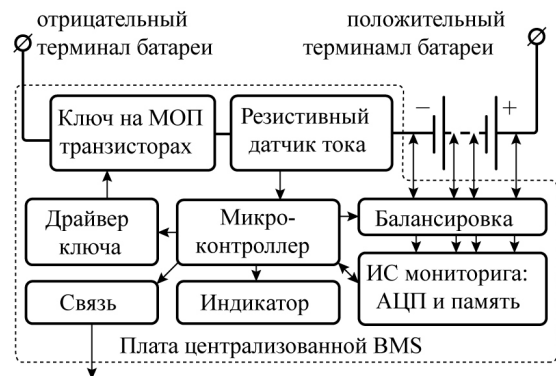 отрицательный
терминал батареи
положительный
терминамл батареи
Ключ на МОП
транзисторах
Резистивный
датчик тока
−
+
Драйвер
ключа
Микро-
контроллер
Балансировка
Связь
Индикатор
ИС мониторига:
АЦП и память
Плата централизованной BMS